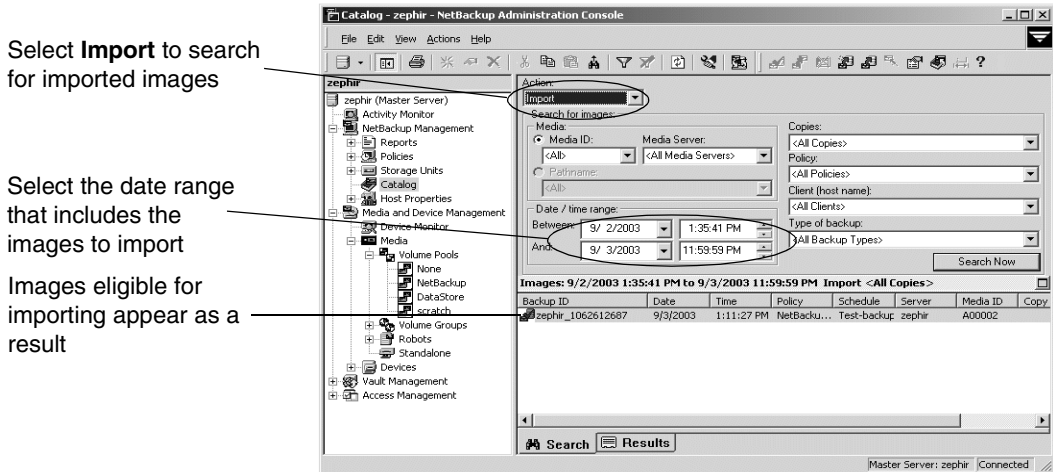 Catalog - zephir - NetBackup Administration Console
File Edit View Actions Help
Select Import to search
for imported images
Select the date range
that includes the
images to import
Images eligible for
importing appear as a
result
zephir
zephir (Master Server)
Activity Monitor
NetBackup Management
Reports
Policies
Storage Units
Catalog
Host Properties
Media and Device Management
Device Monitor
Media
Volume Pools
None
NetBackup
DataStore
scratch
Volume Groups
Robots
Standalone
Devices
Vault Management
Access Management
Action:
Import
Search for images:
Media:
Media ID: Media Server:
<All> <All Media Servers>
Pathname:
<All>
Date / time range:
Between: 9/ 2/2003 1:35:41 PM
And: 9/ 3/2003 11:59:59 PM
Copies:
<All Copies>
Policy:
<All Policies>
Client (host name):
<All Clients>
Type of backup:
<All Backup Types>
Search Now
Images: 9/2/2003 1:35:41 PM to 9/3/2003 11:59:59 PM Import <All Copies>
Backup ID Date Time Policy Schedule Server Media ID Copy
zephir_1062612687 9/3/2003 1:11:27 PM NetBacku... Test-backup zephir A00002
Search Results
Master Server: zephir Connected